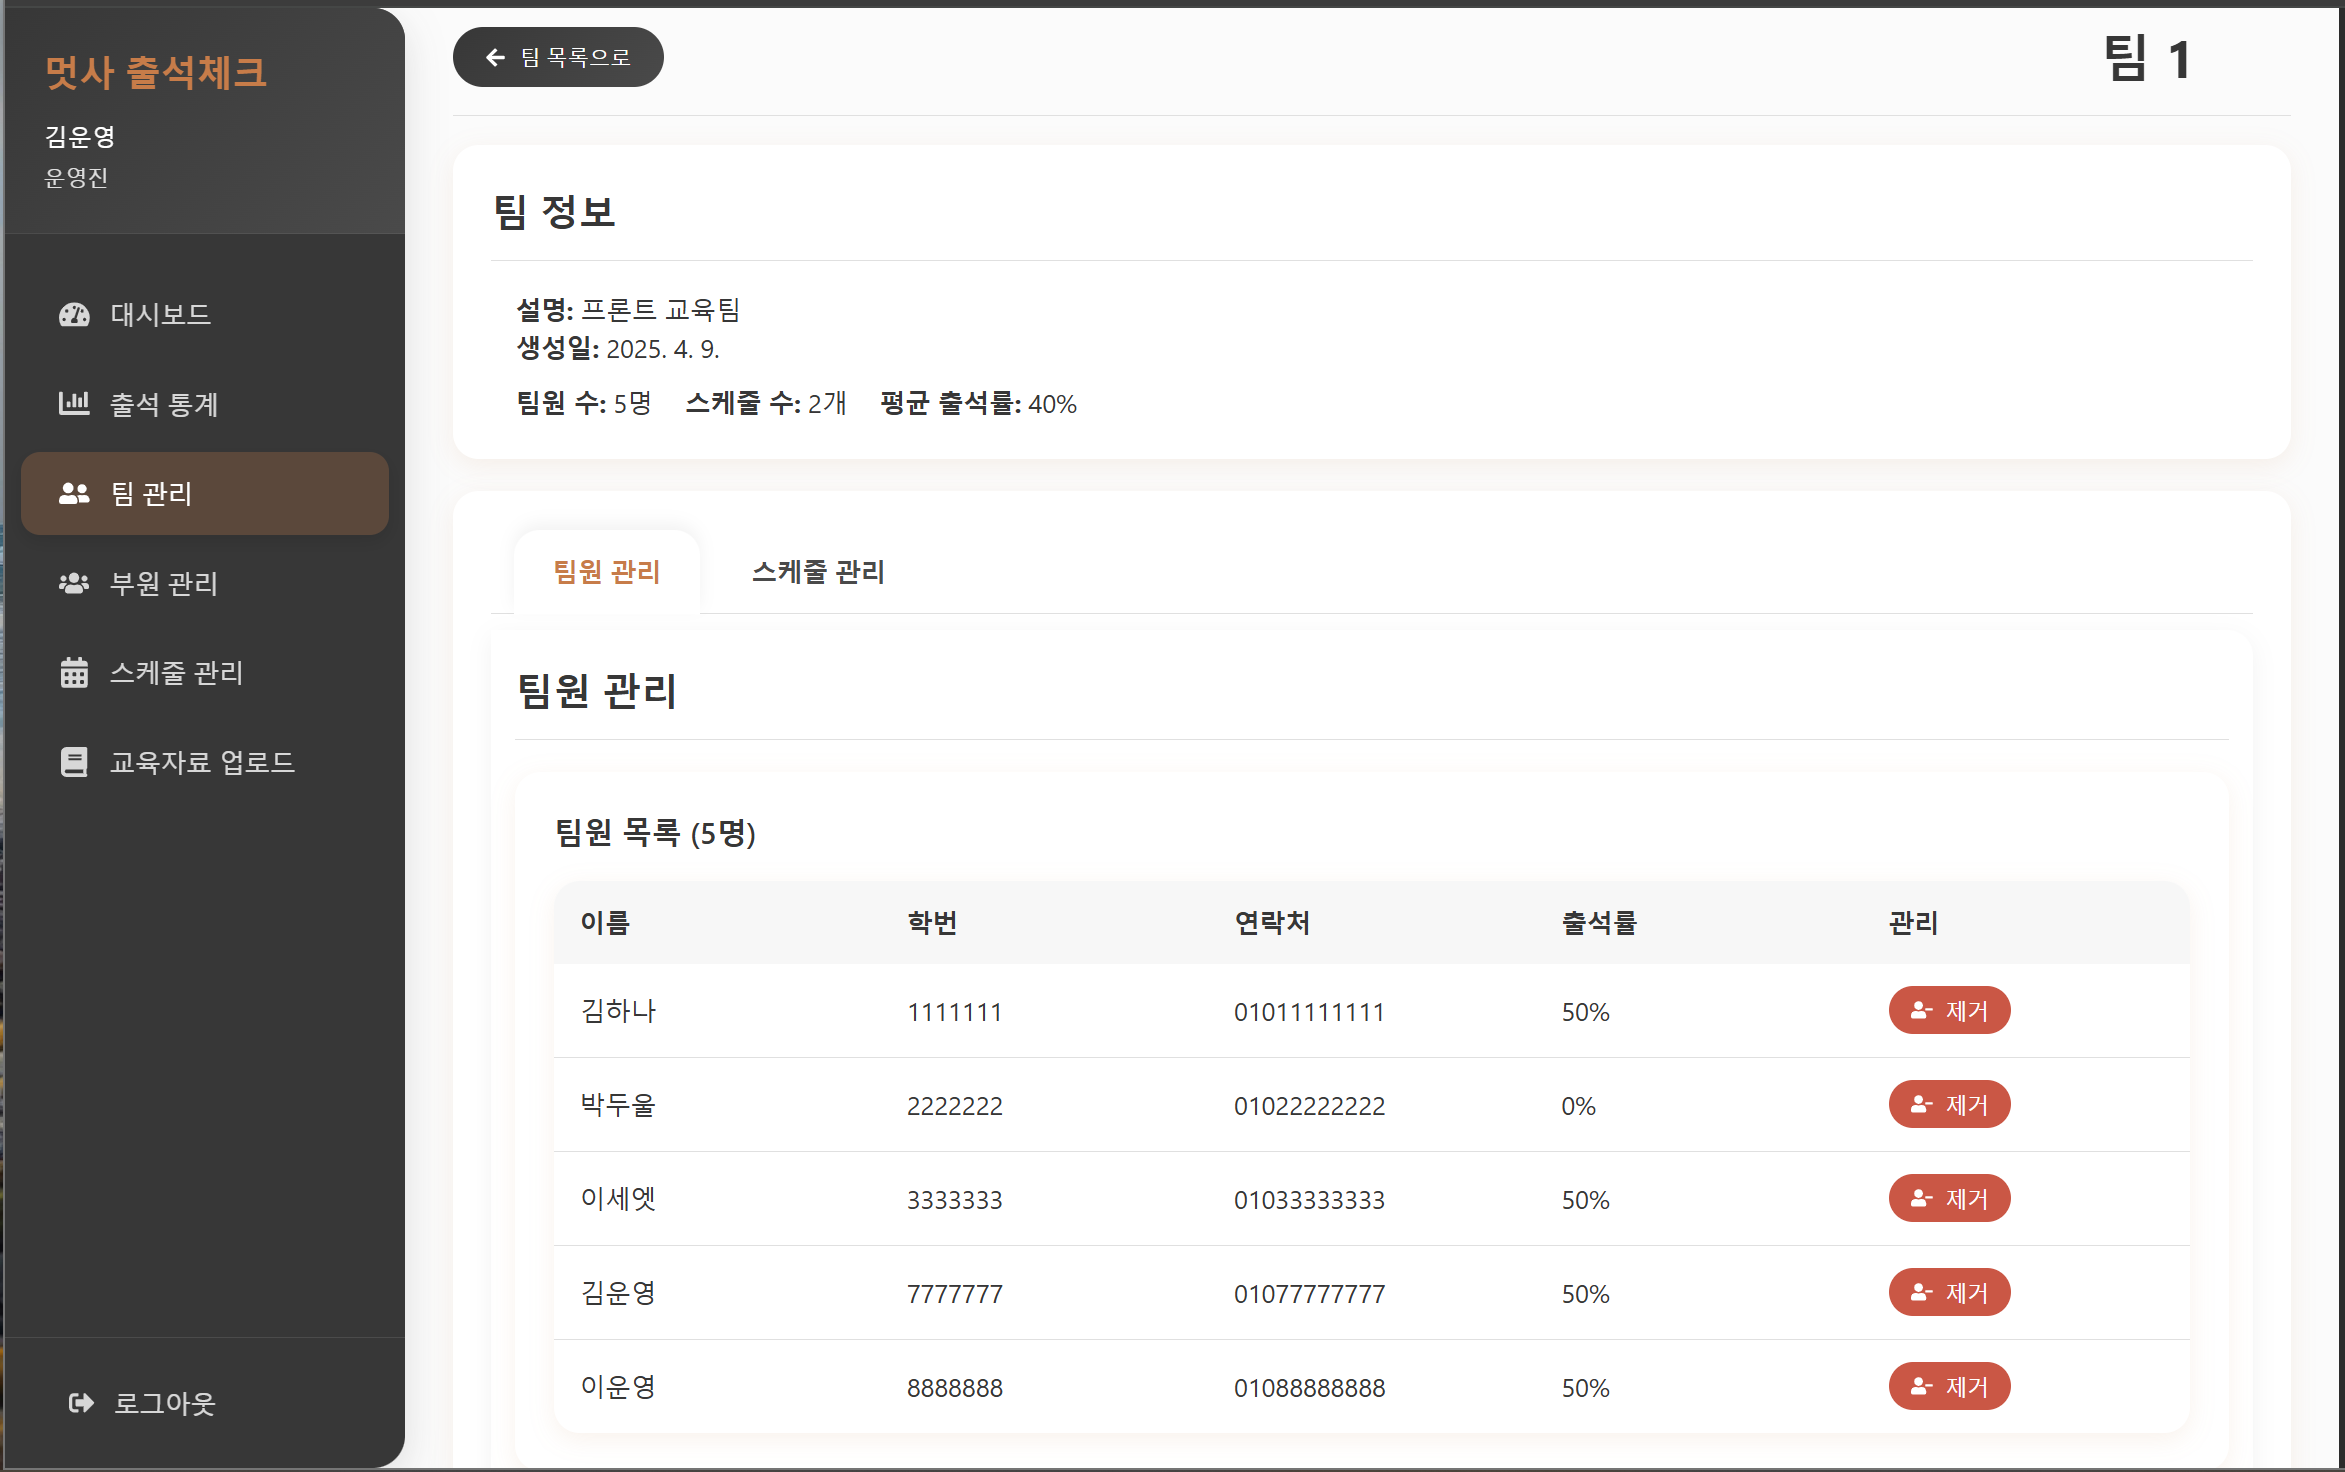 멋사 출석체크
김운영
운영진
대시보드
출석 통계
팀 관리
부원 관리
스케줄 관리
교육자료 업로드
로그아웃
팀 목록으로
팀 1
팀 정보
설명: 프론트 교육팀
생성일: 2025. 4. 9.
팀원 수: 5명 스케줄 수: 2개 평균 출석률: 40%
팀원 관리 스케줄 관리
팀원 관리
팀원 목록 (5명)
이름 학번 연락처 출석률 관리
김하나 1111111 01011111111 50% 제거
박두울 2222222 01022222222 0% 제거
이세엣 3333333 01033333333 50% 제거
김운영 7777777 01077777777 50% 제거
이운영 8888888 01088888888 50% 제거